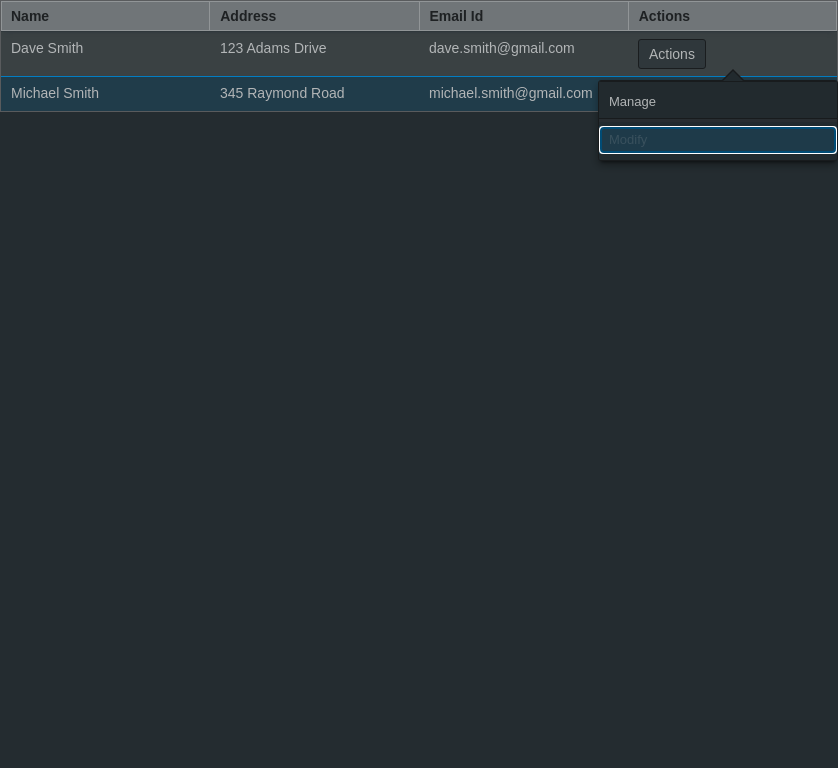 Name Address Email Id Actions
Dave Smith 123 Adams Drive dave.smith@gmail.com Actions
Michael Smith 345 Raymond Road michael.smith@gmail.com
Manage
Modify